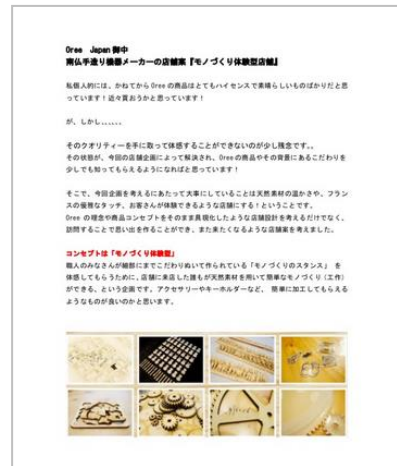 Oree Japan 御中
南仏手造り機器メーカーの店舗案『モノづくり体験型店舗』
私個人的には、かねてから Oree の商品はとてもハイセンスで素晴らしいものばかりだと思
っています！近々買おうかと思っています！
が、しかし......
そのクオリティーを手に取って体感することができないのが少し残念です。。
その状態が、今回の店舗企画によって解決され、Oree の商品やその背景にあるこだわりを
少しでも知ってもらえるようになればと思っています！
そこで、今回企画を考えるにあたって大事にしていることは天然素材の温かさや、フラン
スの優雅なタッチ、お客さんが体験できるような店舗にする！ということです。
Oree の理念や商品コンセプトをそのまま具現化したような店舗設計を考えるだけでなく、
訪問することで思い出を作ることができ、また来たくなるような店舗案を考えました。
コンセプトは「モノづくり体験型」
職人のみなさんが細部にまでこだわりぬいて作られている「モノづくりのスタンス」 を
体感してもらうために、店舗に来店した誰もが天然素材を用いて簡単なモノづくり（工作）
ができる、という企画です。アクセサリーやキーホルダーなど、 簡単に加工してもらえる
ようなものが良いのかと思います。